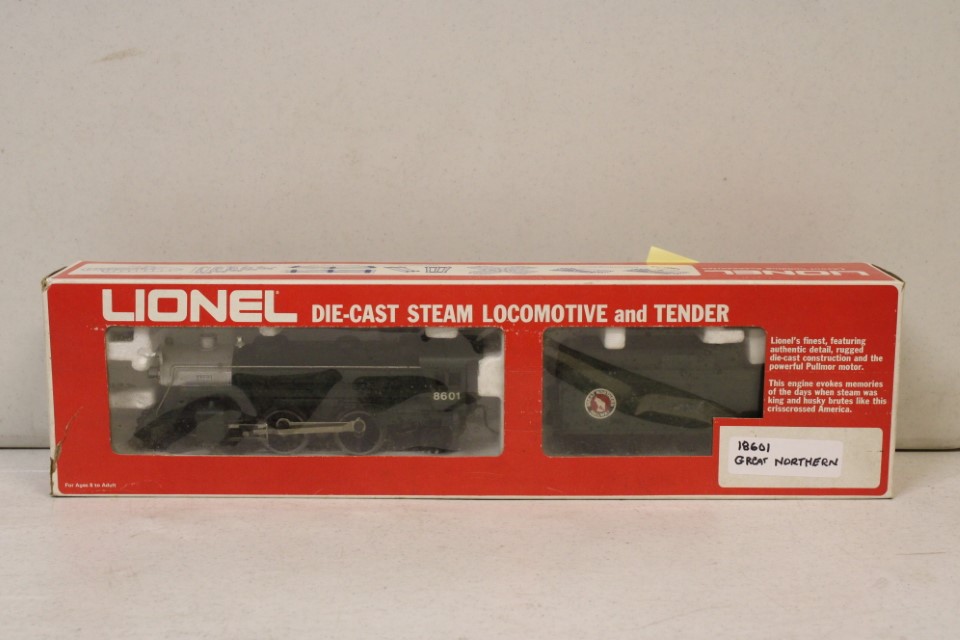 LIONEL
LIONEL
DIE-CAST STEAM LOCOMOTIVE and TENDER
Lionel's finest, featuring
authentic detail, rugged
die-cast construction and the
powerful Pullmor motor.
This engine evokes memories
of the days when steam was
king and husky brutes like this
crisscrossed America.
8601
18601
GREAT NORTHERN
For Ages 8 to Adult